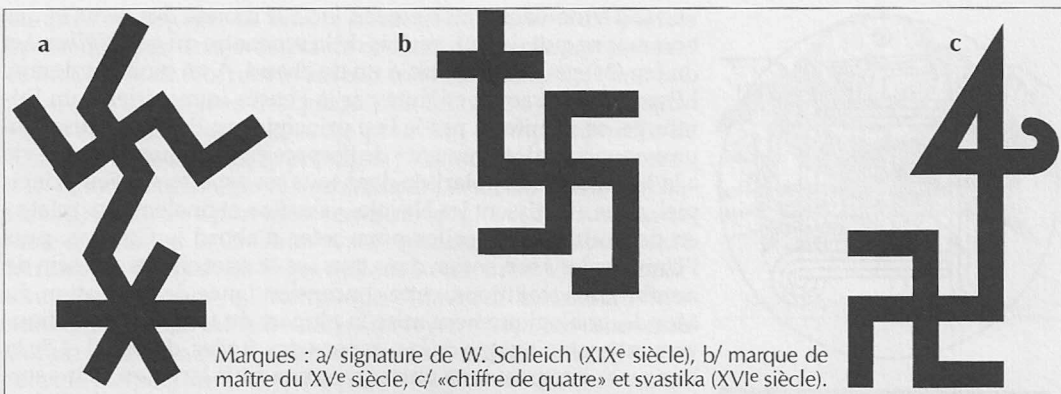 a
b
c
Marques : a/ signature de W. Schleich (XIXe siècle), b/ marque de
maître du XVe siècle, c/ «chiffre de quatre» et svastika (XVIe siècle).